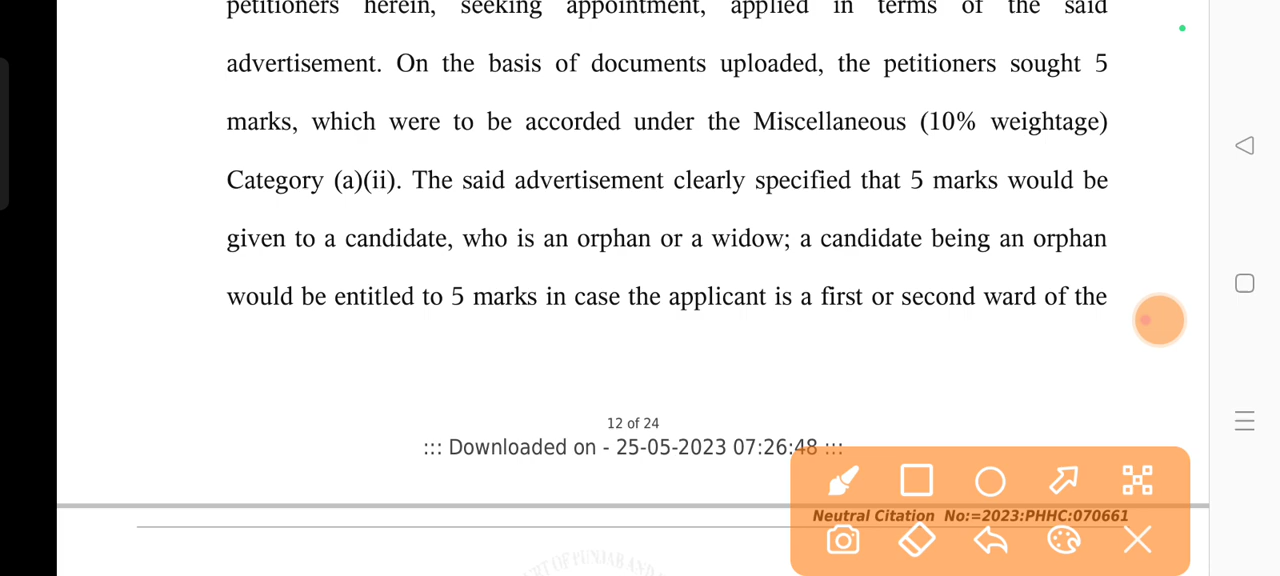 petitioners herein, seeking appointment, applied in terms of the said
advertisement. On the basis of documents uploaded, the petitioners sought 5
marks, which were to be accorded under the Miscellaneous (10% weightage)
Category (a)(ii). The said advertisement clearly specified that 5 marks would be
given to a candidate, who is an orphan or a widow; a candidate being an orphan
would be entitled to 5 marks in case the applicant is a first or second ward of the
12 of 24
::: Downloaded on - 25-05-2023 07:26:48 :::
Neutral Citation No:=2023:PHHC:070661
OF PUNJAB AND